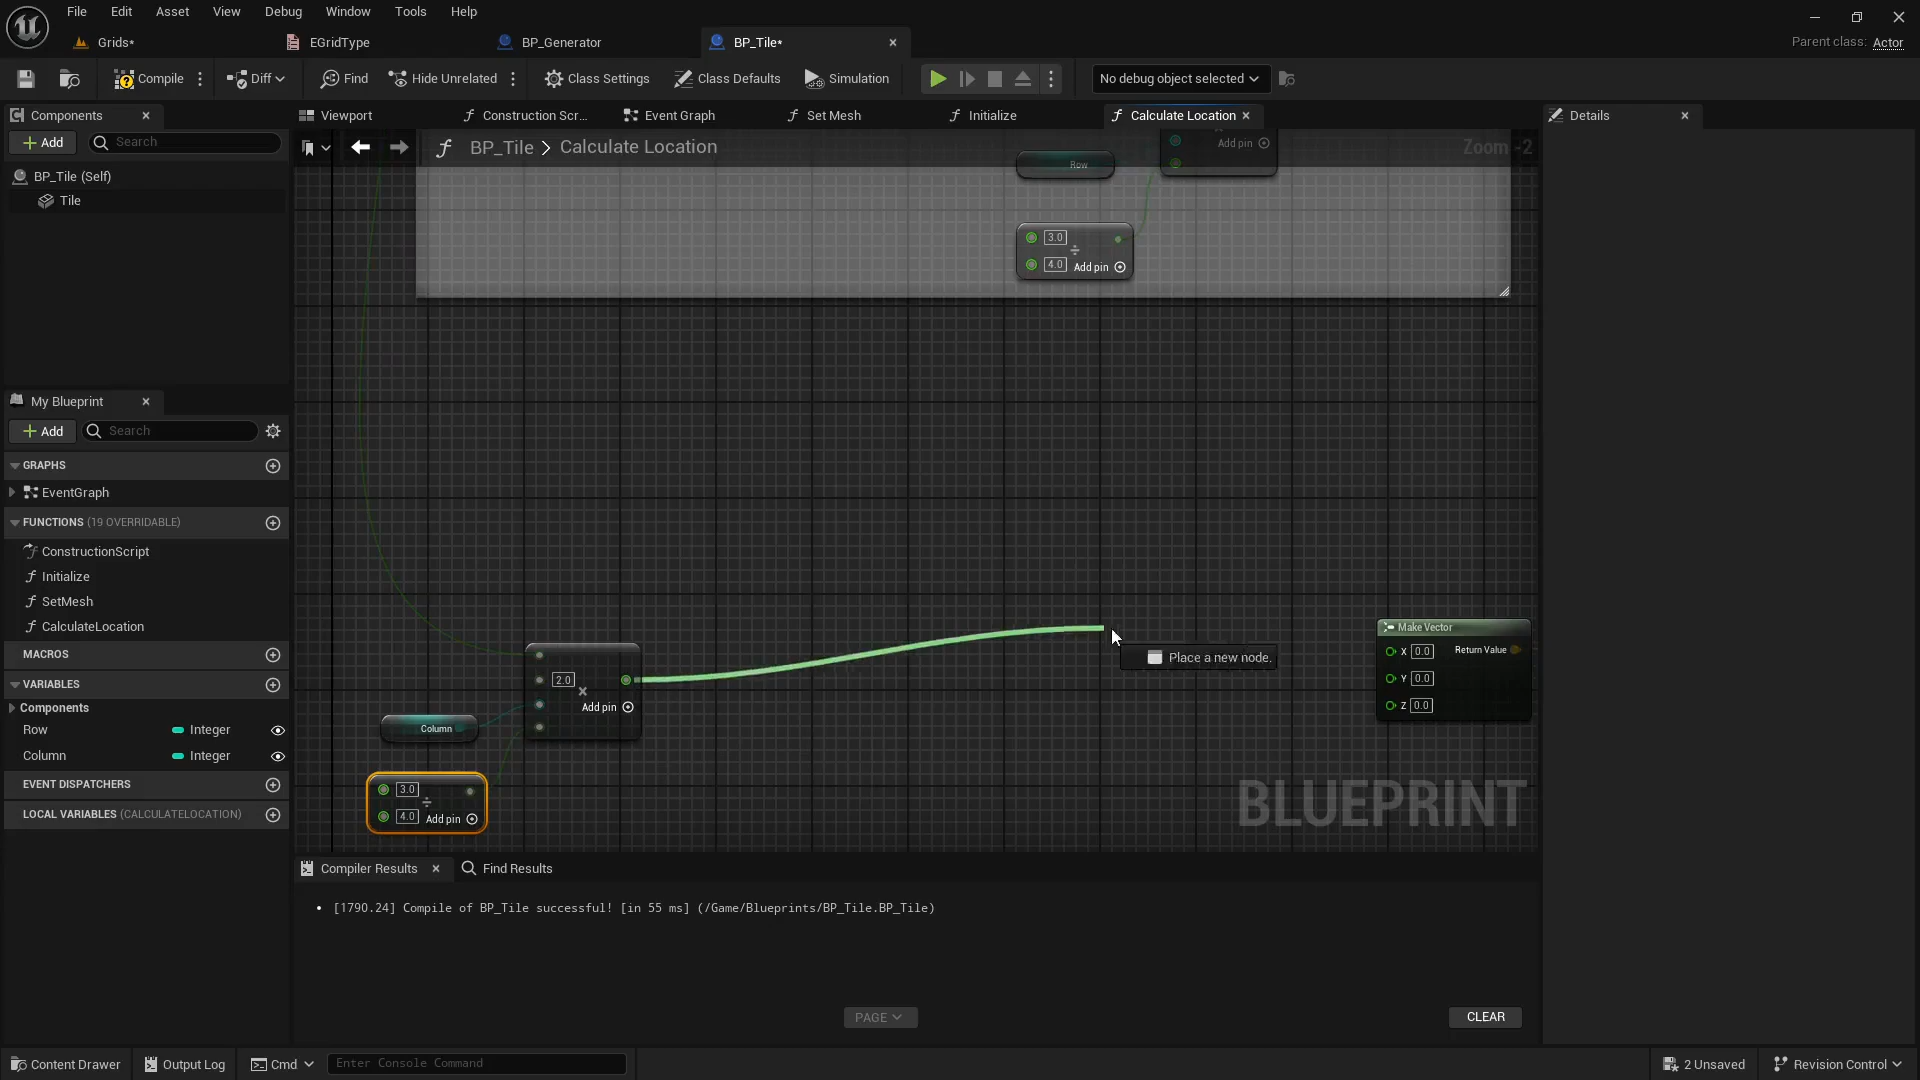 File Edit Asset View Debug Window Tools Help
Grids* EGridType BP_Generator BP_Tile*
Parent class: Actor
Compile Diff Find Hide Unrelated Class Settings Class Defaults Simulation No debug object selected
Components
Viewport Construction Scr... Event Graph Set Mesh Initialize Calculate Location
Details
Add Search
BP_Tile > Calculate Location
Zoom -2
Add pin
Row
BP_Tile (Self)
Tile
3.0
4.0 Add pin
My Blueprint
Add Search
GRAPHS
EventGraph
FUNCTIONS (19 OVERRIDABLE)
ConstructionScript
Initialize
SetMesh
CalculateLocation
MACROS
VARIABLES
Components
Row Integer
Column Integer
EVENT DISPATCHERS
LOCAL VARIABLES (CALCULATELOCATION)
2.0
Add pin
Column
3.0
4.0 Add pin
Place a new node.
Make Vector
X 0.0 Return Value
Y 0.0
Z 0.0
BLUEPRINT
Compiler Results Find Results
[1790.24] Compile of BP_Tile successful! [in 55 ms] (/Game/Blueprints/BP_Tile.BP_Tile)
PAGE
CLEAR
Content Drawer Output Log Cmd Enter Console Command 2 Unsaved Revision Control